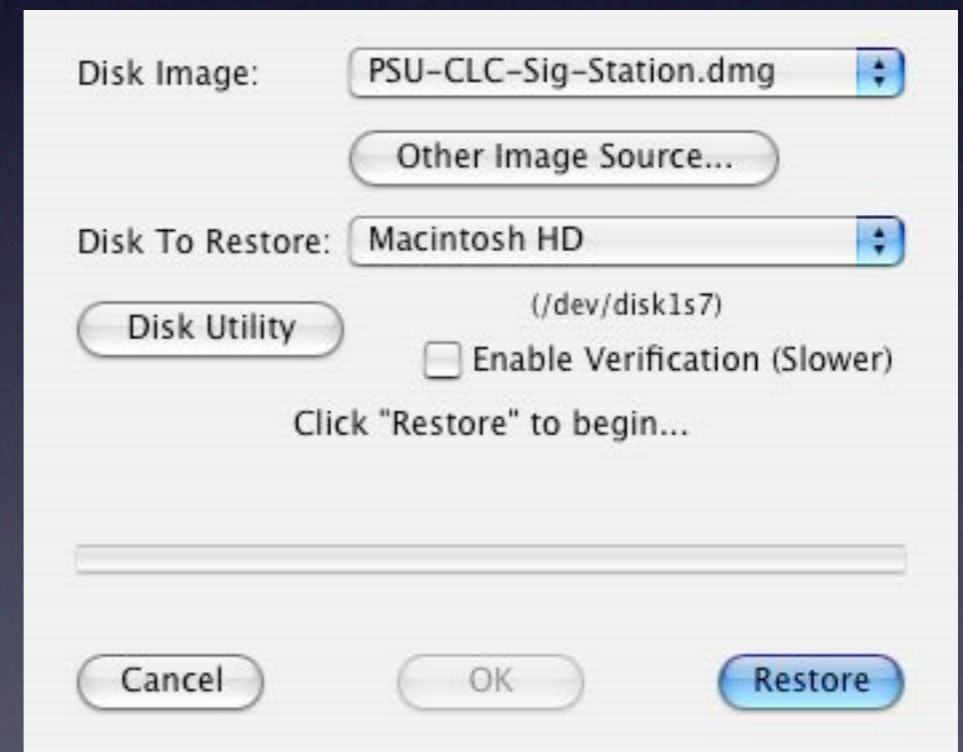 Disk Image: PSU-CLC-Sig-Station.dmg
Other Image Source...
Disk To Restore: Macintosh HD
(/dev/disk1s7)
Disk Utility
Enable Verification (Slower)
Click "Restore" to begin...
Cancel OK Restore